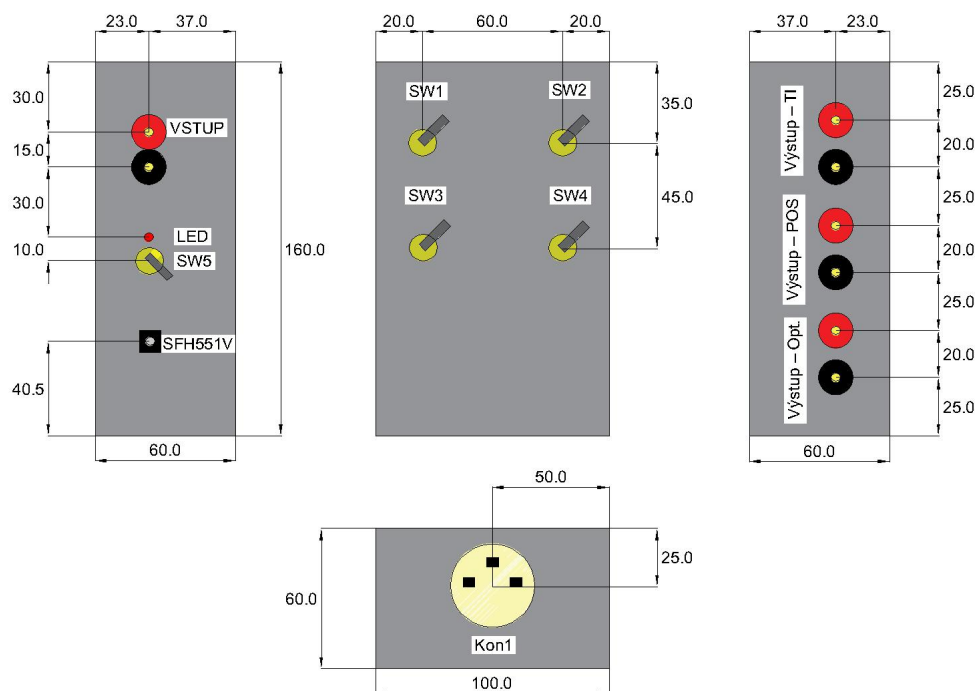 23.0
37.0
30.0
15.0
30.0
10.0
40.5
VSTUP
LED
SW5
SFH551V
160.0
60.0
20.0
60.0
20.0
SW1
SW2
SW3
SW4
35.0
45.0
37.0
23.0
Výstup – TI
Výstup – POS
Výstup – Opt.
25.0
20.0
25.0
20.0
25.0
20.0
25.0
60.0
50.0
25.0
60.0
Kon1
100.0